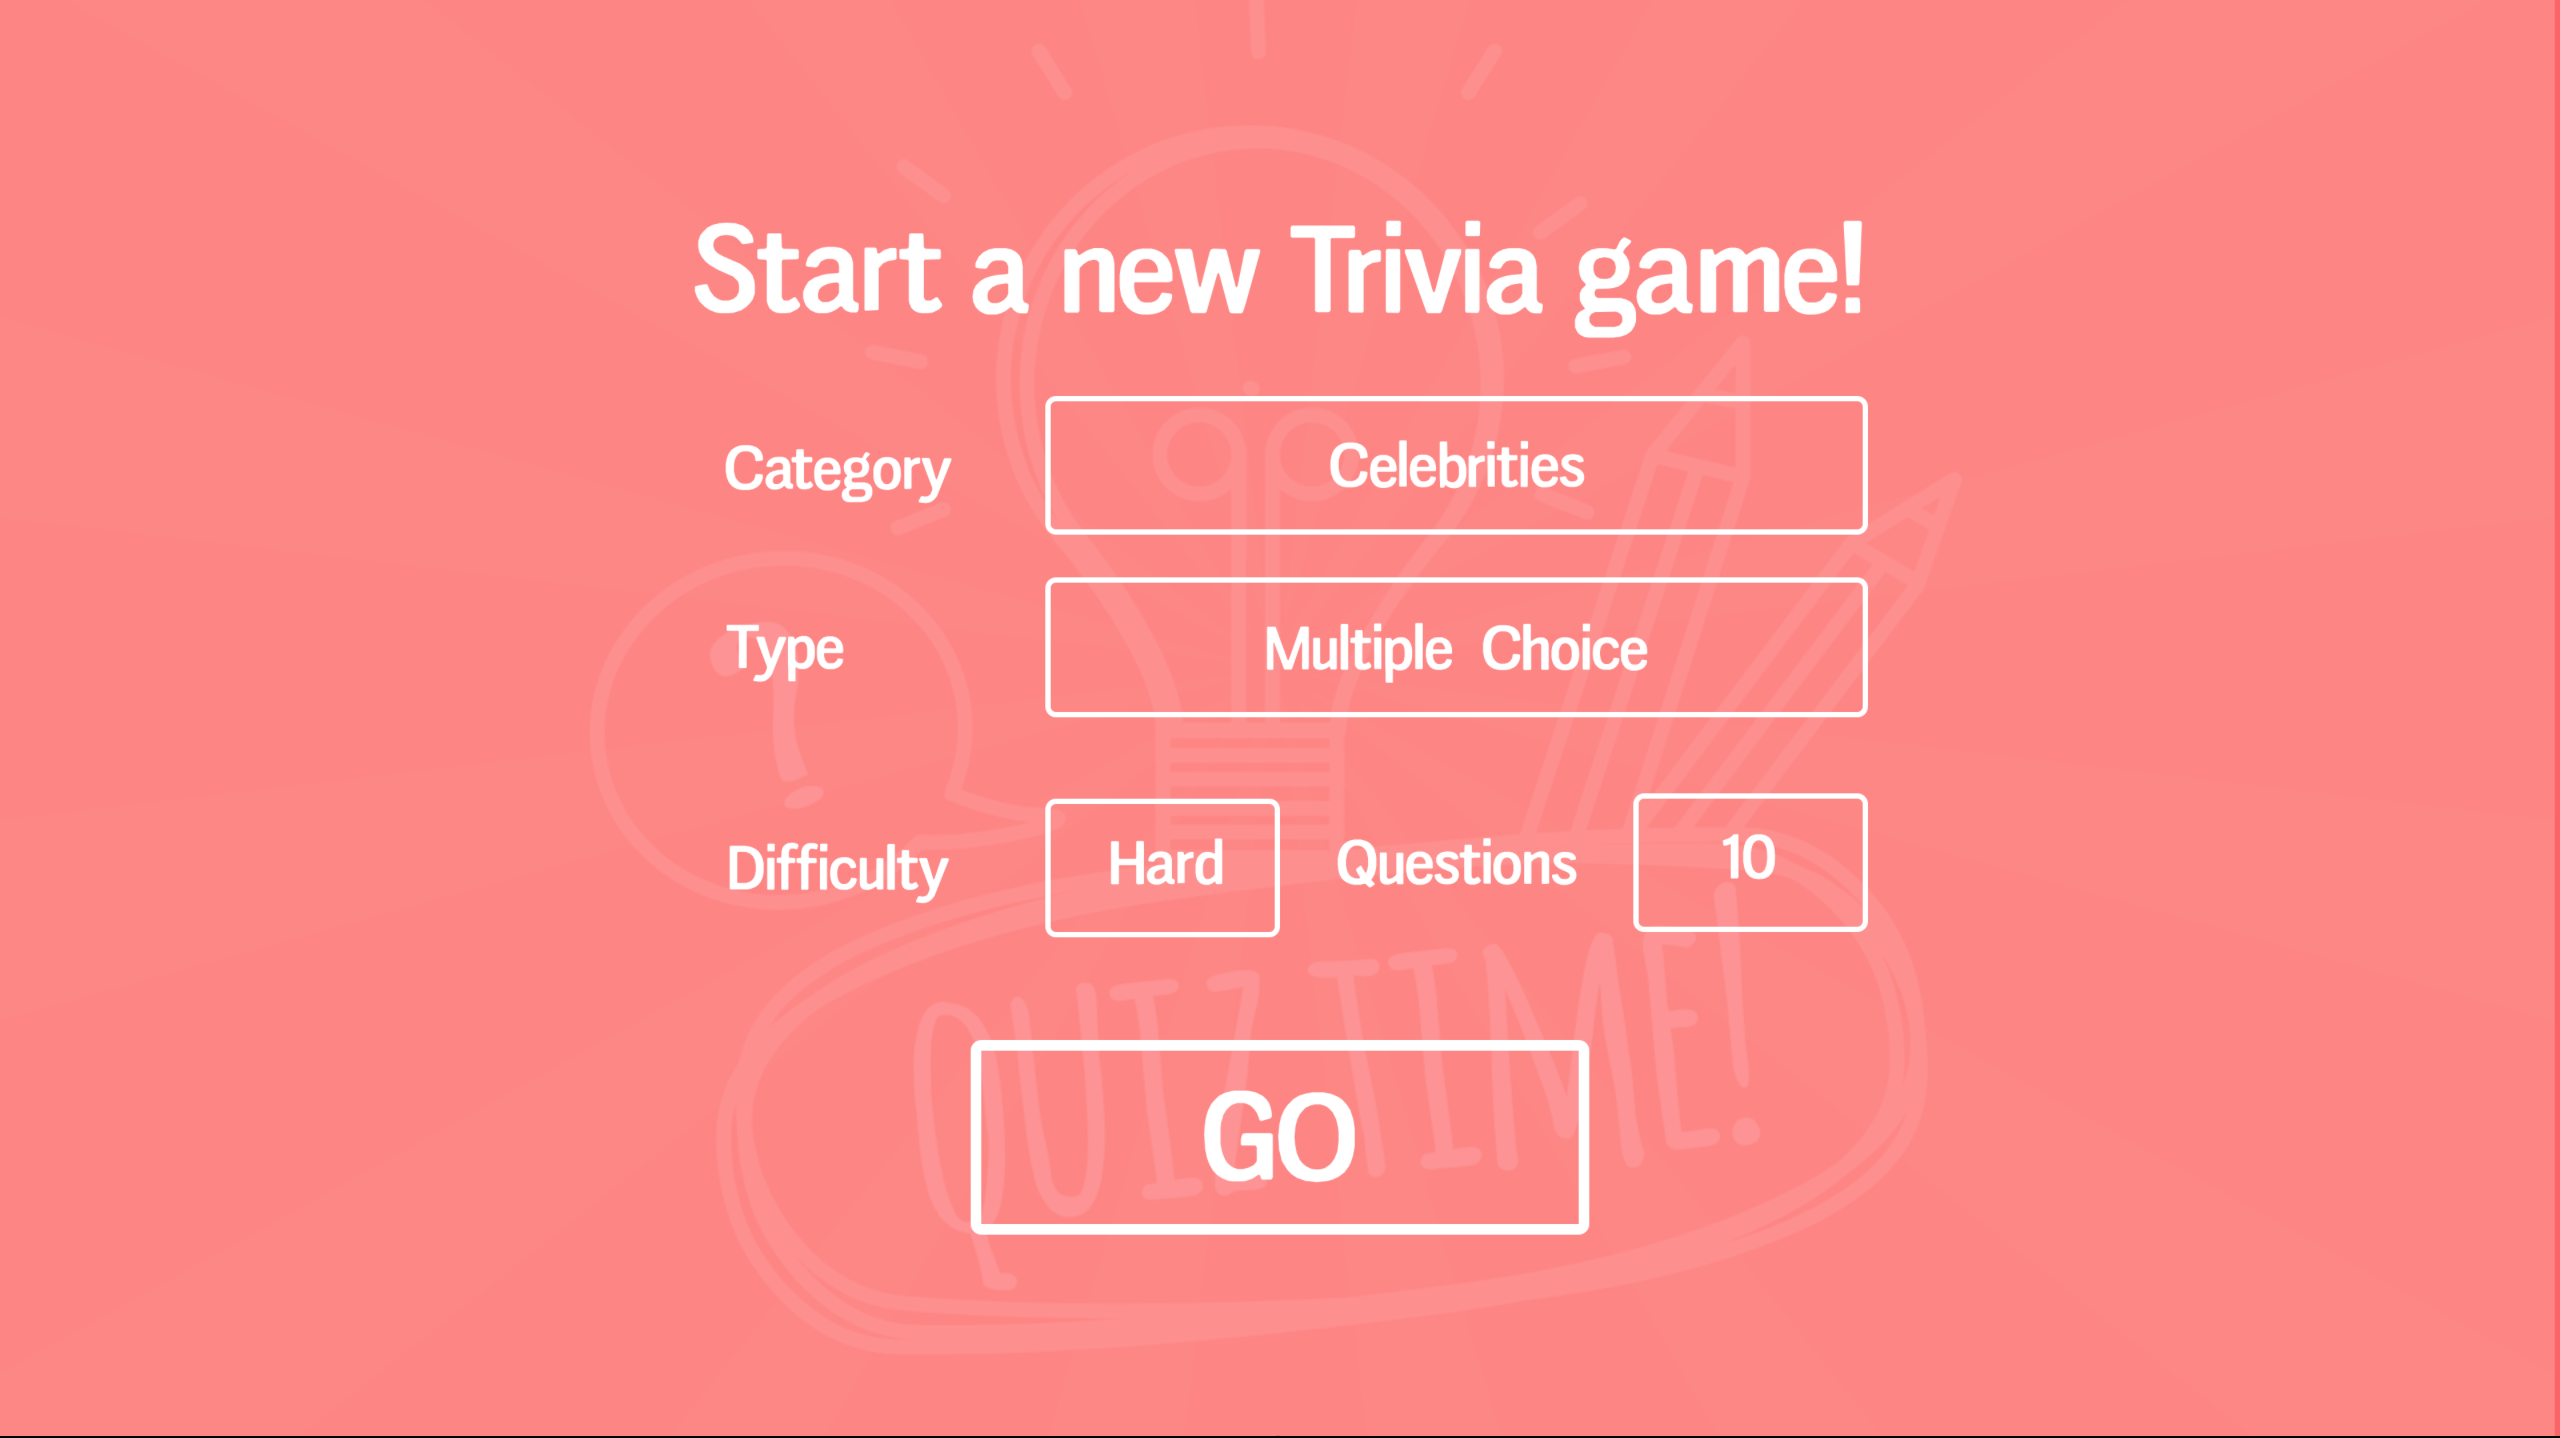 Start a new Trivia game!
Category Celebrities
Type Multiple Choice
Difficulty Hard Questions 10
QUIZ TIME!
GO